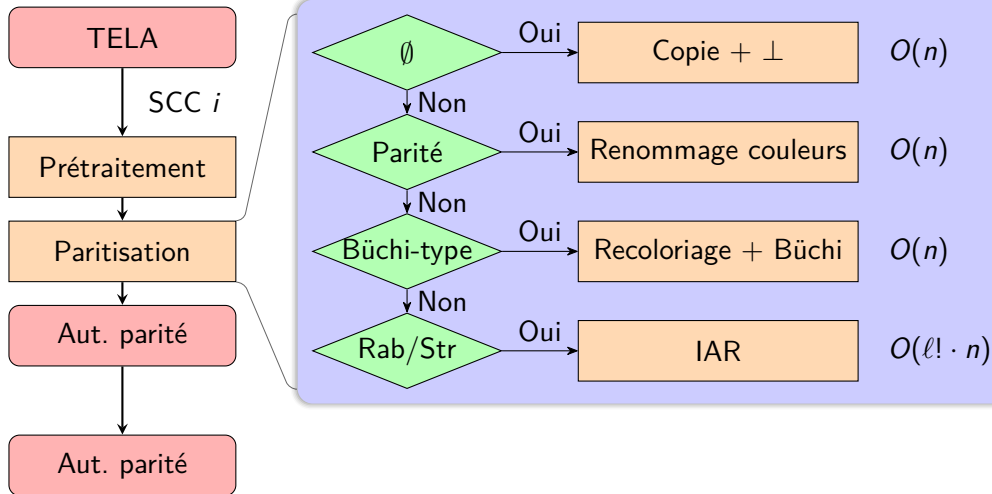 TELA
SCC i
Prétraitement
Paritisation
Aut. parité
Aut. parité
∅
Oui
Copie + ⊥
O(n)
Non
Parité
Oui
Renommage couleurs
O(n)
Non
Büchi-type
Oui
Recoloriage + Büchi
O(n)
Non
Rab/Str
Oui
IAR
O(ℓ! · n)